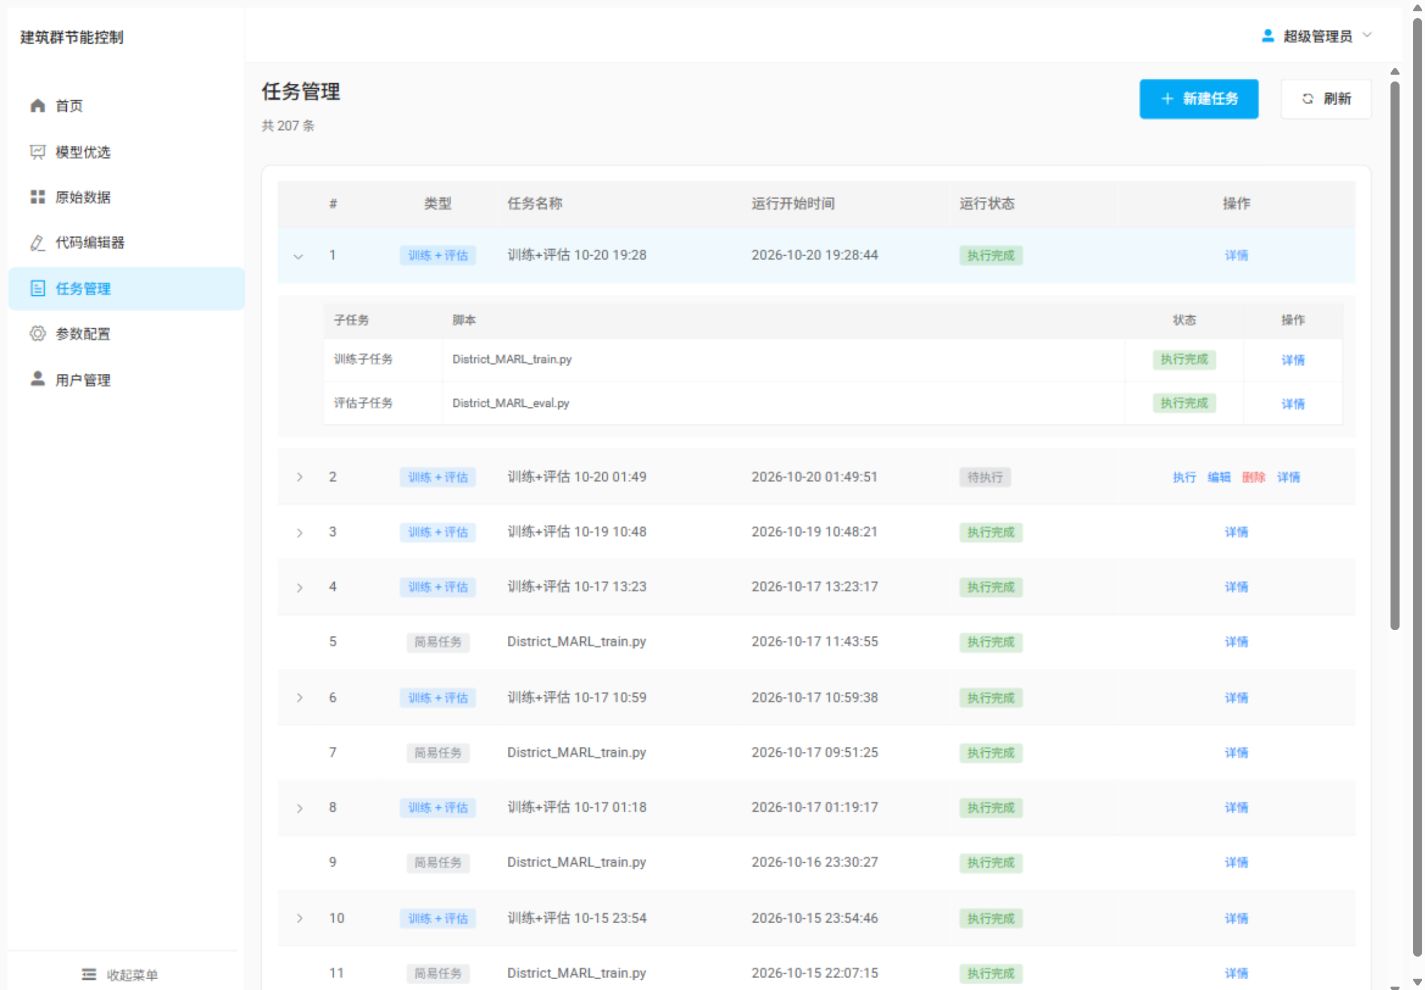 建筑群节能控制
超级管理员
首页
模型优选
原始数据
代码编辑器
任务管理
参数配置
用户管理
收起菜单
任务管理
共 207 条
新建任务 刷新
# 类型 任务名称 运行开始时间 运行状态 操作
1 训练 + 评估 训练+评估 10-20 19:28 2026-10-20 19:28:44 执行完成 详情
子任务 脚本 状态 操作
训练子任务 District_MARL_train.py 执行完成 详情
评估子任务 District_MARL_eval.py 执行完成 详情
2 训练 + 评估 训练+评估 10-20 01:49 2026-10-20 01:49:51 待执行 执行 编辑 删除 详情
3 训练 + 评估 训练+评估 10-19 10:48 2026-10-19 10:48:21 执行完成 详情
4 训练 + 评估 训练+评估 10-17 13:23 2026-10-17 13:23:17 执行完成 详情
5 简易任务 District_MARL_train.py 2026-10-17 11:43:55 执行完成 详情
6 训练 + 评估 训练+评估 10-17 10:59 2026-10-17 10:59:38 执行完成 详情
7 简易任务 District_MARL_train.py 2026-10-17 09:51:25 执行完成 详情
8 训练 + 评估 训练+评估 10-17 01:18 2026-10-17 01:19:17 执行完成 详情
9 简易任务 District_MARL_train.py 2026-10-16 23:30:27 执行完成 详情
10 训练 + 评估 训练+评估 10-15 23:54 2026-10-15 23:54:46 执行完成 详情
11 简易任务 District_MARL_train.py 2026-10-15 22:07:15 执行完成 详情